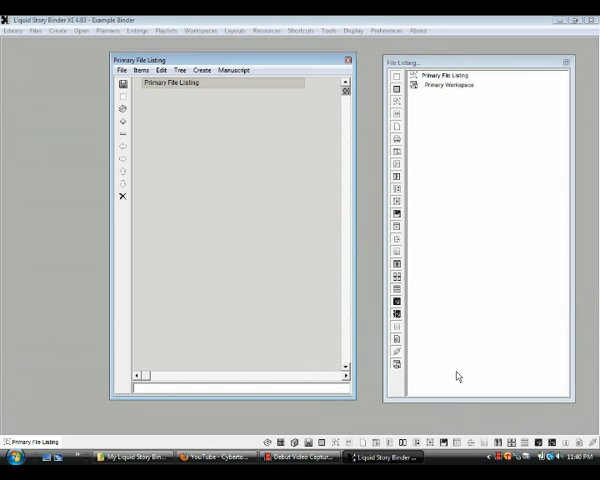 Liquid Story Binder XE 4.92 - Example Binder
Library Files Create Open Planners Listings Playlists Workspaces Layouts Resources Shortcuts Tools Display Preferences About
Primary File Listing
File Items Edit Tree Create Manuscript
Primary File Listing
File Listing...
Primary File Listing
.Primary Workspace
Primary File Listing
My Liquid Story Bin...
YouTube - Cyberto...
Debut Video Captur...
Liquid Story Binder ...
11:40 PM